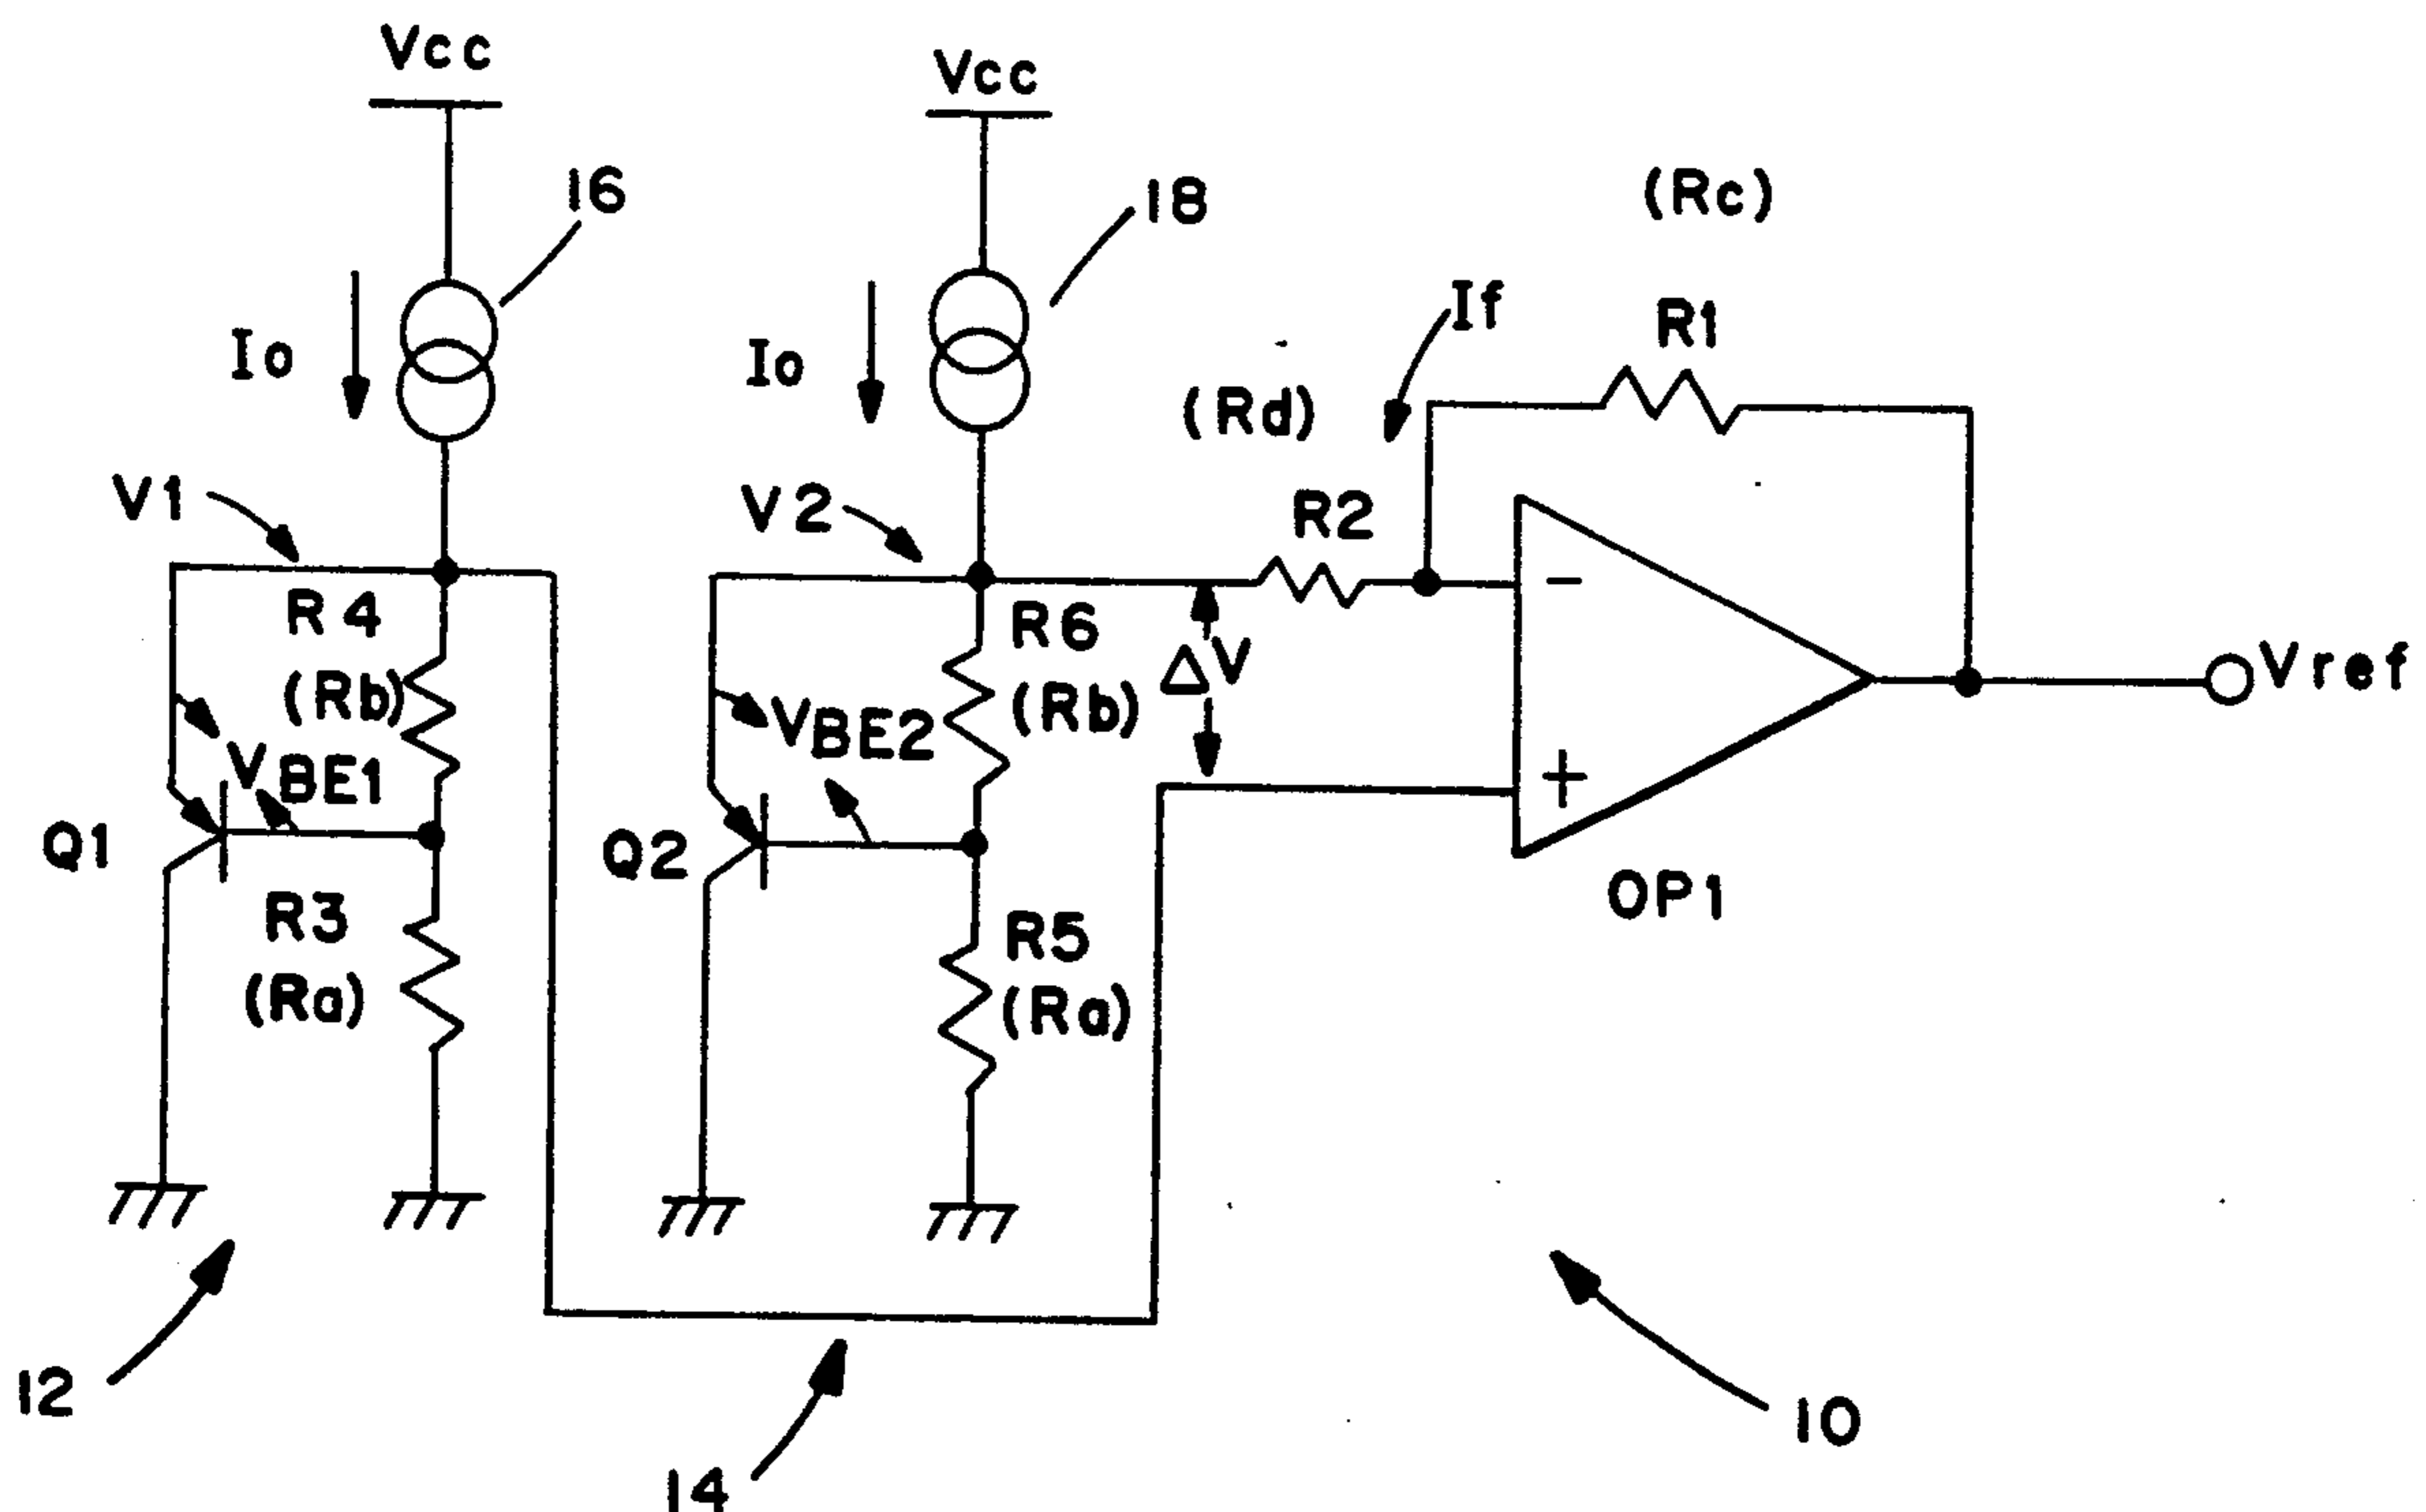 Vcc
Vcc
16
18
(Rc)
Io
Io
If
R1
(Rd)
V1
V2
R2
R4
(Rb)
R6
(Rb)
ΔV
Vref
VBE1
VBE2
−
+
Q1
Q2
OP1
R3
(Ra)
R5
(Ra)
12
14
10